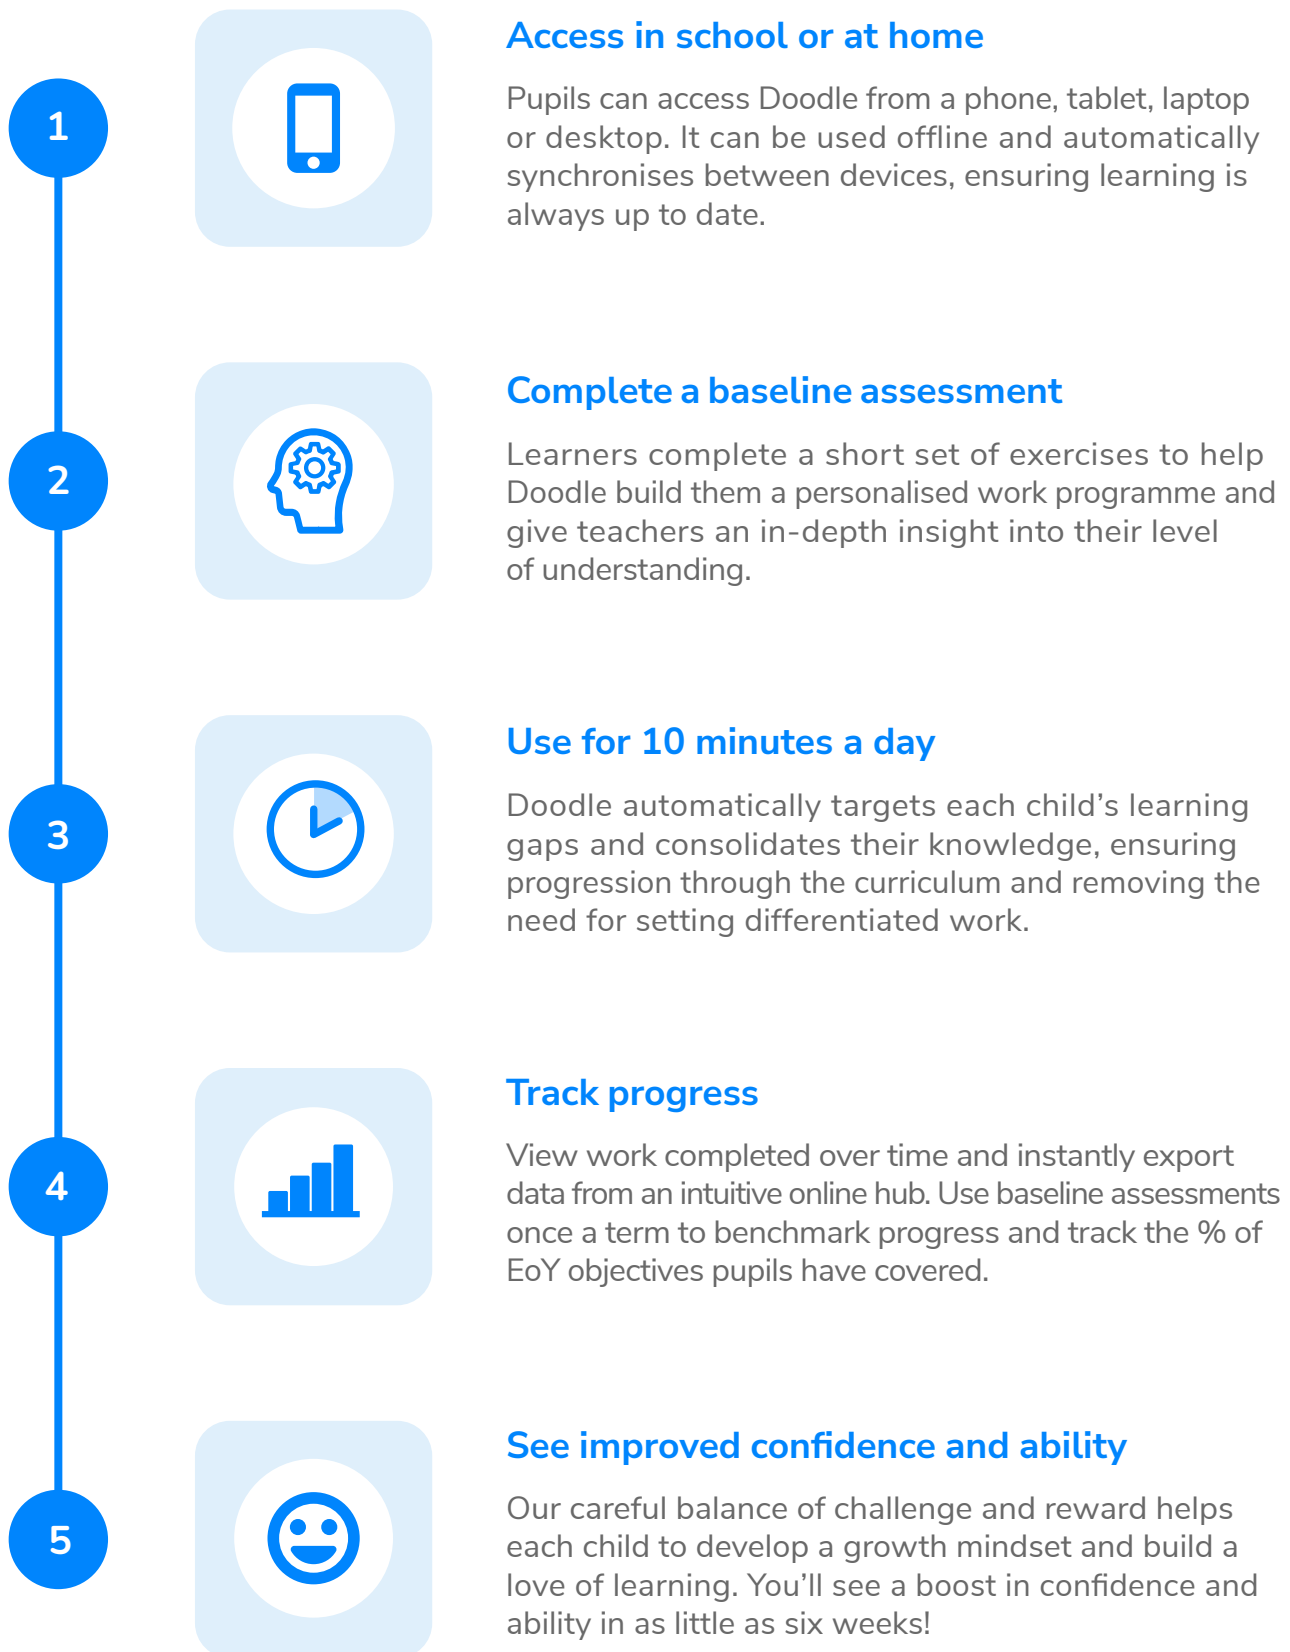 1
Access in school or at home
Pupils can access Doodle from a phone, tablet, laptop
or desktop. It can be used offline and automatically
synchronises between devices, ensuring learning is
always up to date.
2
Complete a baseline assessment
Learners complete a short set of exercises to help
Doodle build them a personalised work programme and
give teachers an in-depth insight into their level
of understanding.
3
Use for 10 minutes a day
Doodle automatically targets each child’s learning
gaps and consolidates their knowledge, ensuring
progression through the curriculum and removing the
need for setting differentiated work.
4
Track progress
View work completed over time and instantly export
data from an intuitive online hub. Use baseline assessments
once a term to benchmark progress and track the % of
EoY objectives pupils have covered.
5
See improved confidence and ability
Our careful balance of challenge and reward helps
each child to develop a growth mindset and build a
love of learning. You’ll see a boost in confidence and
ability in as little as six weeks!